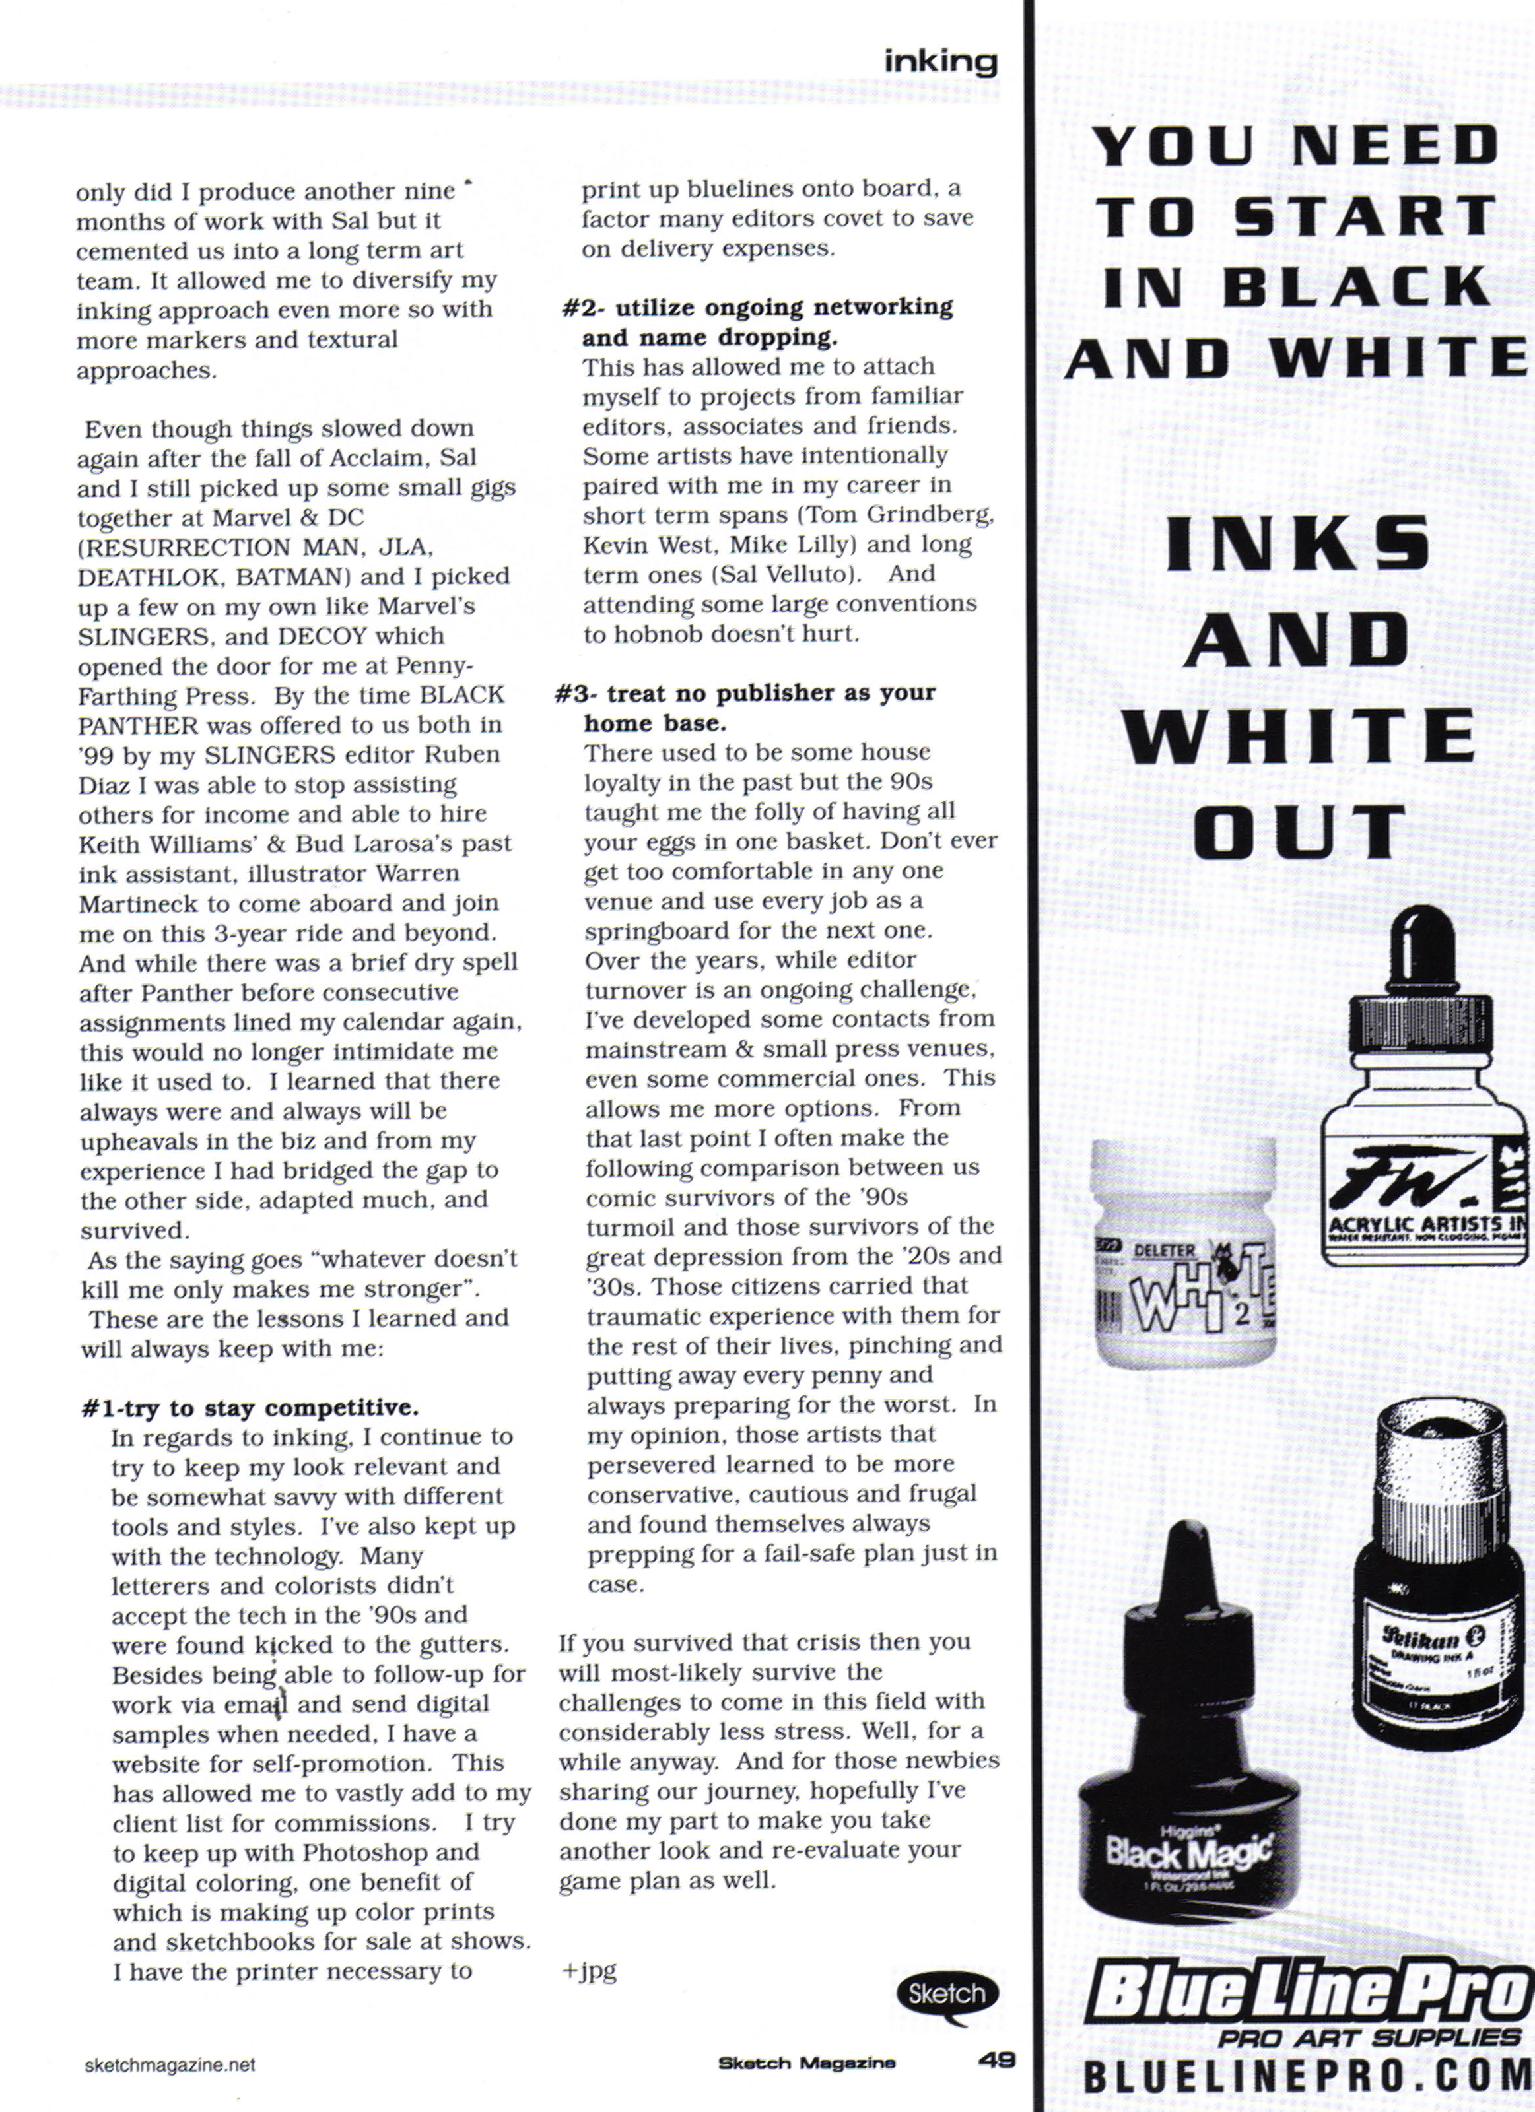 inking
only did I produce another nine
months of work with Sal but it
cemented us into a long term art
team. It allowed me to diversify my
inking approach even more so with
more markers and textural
approaches.
Even though things slowed down
again after the fall of Acclaim, Sal
and I still picked up some small gigs
together at Marvel & DC
(RESURRECTION MAN, JLA,
DEATHLOK, BATMAN) and I picked
up a few on my own like Marvel's
SLINGERS, and DECOY which
opened the door for me at Penny-
Farthing Press. By the time BLACK
PANTHER was offered to us both in
'99 by my SLINGERS editor Ruben
Diaz I was able to stop assisting
others for income and able to hire
Keith Williams' & Bud Larosa's past
ink assistant, illustrator Warren
Martineck to come aboard and join
me on this 3-year ride and beyond.
And while there was a brief dry spell
after Panther before consecutive
assignments lined my calendar again,
this would no longer intimidate me
like it used to. I learned that there
always were and always will be
upheavals in the biz and from my
experience I had bridged the gap to
the other side, adapted much, and
survived.
As the saying goes "whatever doesn't
kill me only makes me stronger".
These are the lessons I learned and
will always keep with me:
#1-try to stay competitive.
In regards to inking, I continue to
try to keep my look relevant and
be somewhat savvy with different
tools and styles. I've also kept up
with the technology. Many
letterers and colorists didn't
accept the tech in the '90s and
were found kicked to the gutters.
Besides being able to follow-up for
work via email and send digital
samples when needed, I have a
website for self-promotion. This
has allowed me to vastly add to my
client list for commissions. I try
to keep up with Photoshop and
digital coloring, one benefit of
which is making up color prints
and sketchbooks for sale at shows.
I have the printer necessary to
print up bluelines onto board, a
factor many editors covet to save
on delivery expenses.
#2- utilize ongoing networking
and name dropping.
This has allowed me to attach
myself to projects from familiar
editors, associates and friends.
Some artists have intentionally
paired with me in my career in
short term spans (Tom Grindberg,
Kevin West, Mike Lilly) and long
term ones (Sal Velluto). And
attending some large conventions
to hobnob doesn't hurt.
#3- treat no publisher as your
home base.
There used to be some house
loyalty in the past but the 90s
taught me the folly of having all
your eggs in one basket. Don't ever
get too comfortable in any one
venue and use every job as a
springboard for the next one.
Over the years, while editor
turnover is an ongoing challenge,
I've developed some contacts from
mainstream & small press venues,
even some commercial ones. This
allows me more options. From
that last point I often make the
following comparison between us
comic survivors of the '90s
turmoil and those survivors of the
great depression from the '20s and
'30s. Those citizens carried that
traumatic experience with them for
the rest of their lives, pinching and
putting away every penny and
always preparing for the worst. In
my opinion, those artists that
persevered learned to be more
conservative, cautious and frugal
and found themselves always
prepping for a fail-safe plan just in
case.
If you survived that crisis then you
will most-likely survive the
challenges to come in this field with
considerably less stress. Well, for a
while anyway. And for those newbies
sharing our journey, hopefully I've
done my part to make you take
another look and re-evaluate your
game plan as well.
+jpg
Sketch
sketchmagazine.net
Sketch Magazine 49
YOU NEED
TO START
IN BLACK
AND WHITE
INKS
AND
WHITE
OUT
FW.
ACRYLIC ARTISTS IN
WATER RESISTANT, NON CLOGGING,
DELETER
WHITE
2
Pelikan
DRAWING INK A
1 fl oz
17 BLACK
Higgins®
Black Magic
Waterproof Ink
1 Fl. Oz./29.6
BlueLinePro
PRO ART SUPPLIES
BLUELINEPRO.COM